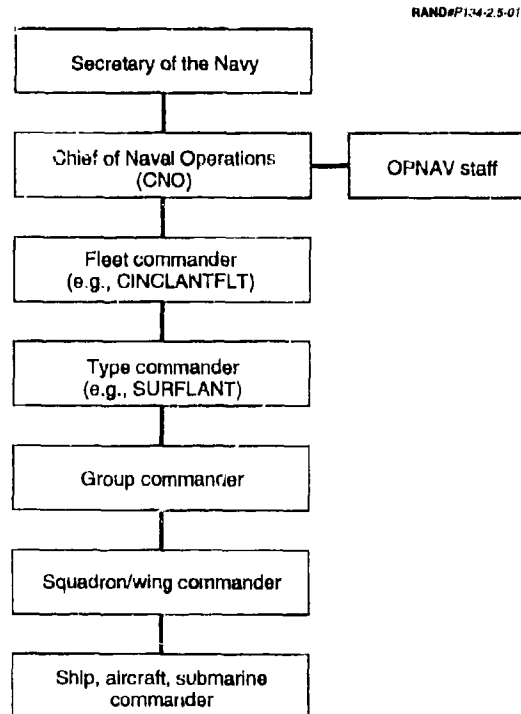 RAND#P134-2.5-01
Secretary of the Navy
Chief of Naval Operations
(CNO)
OPNAV staff
Fleet commander
(e.g., CINCLANTFLT)
Type commander
(e.g., SURFLANT)
Group commander
Squadron/wing commander
Ship, aircraft, submarine
commander